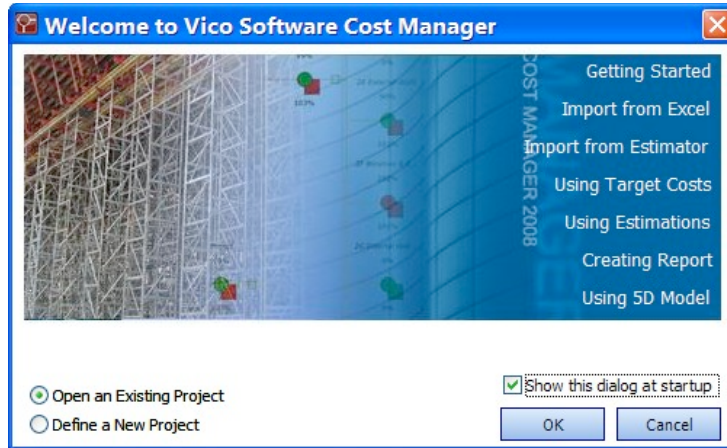 Welcome to Vico Software Cost Manager
Getting Started
Import from Excel
Import from Estimator
Using Target Costs
Using Estimations
Creating Report
Using 5D Model
COST MANAGER 2008
103%
Open an Existing Project
Define a New Project
Show this dialog at startup
OK
Cancel